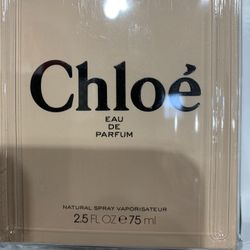 Chloé
EAU
DE
PARFUM
NATURAL SPRAY VAPORISATEUR
2.5 FL OZ ℮ 75 ml